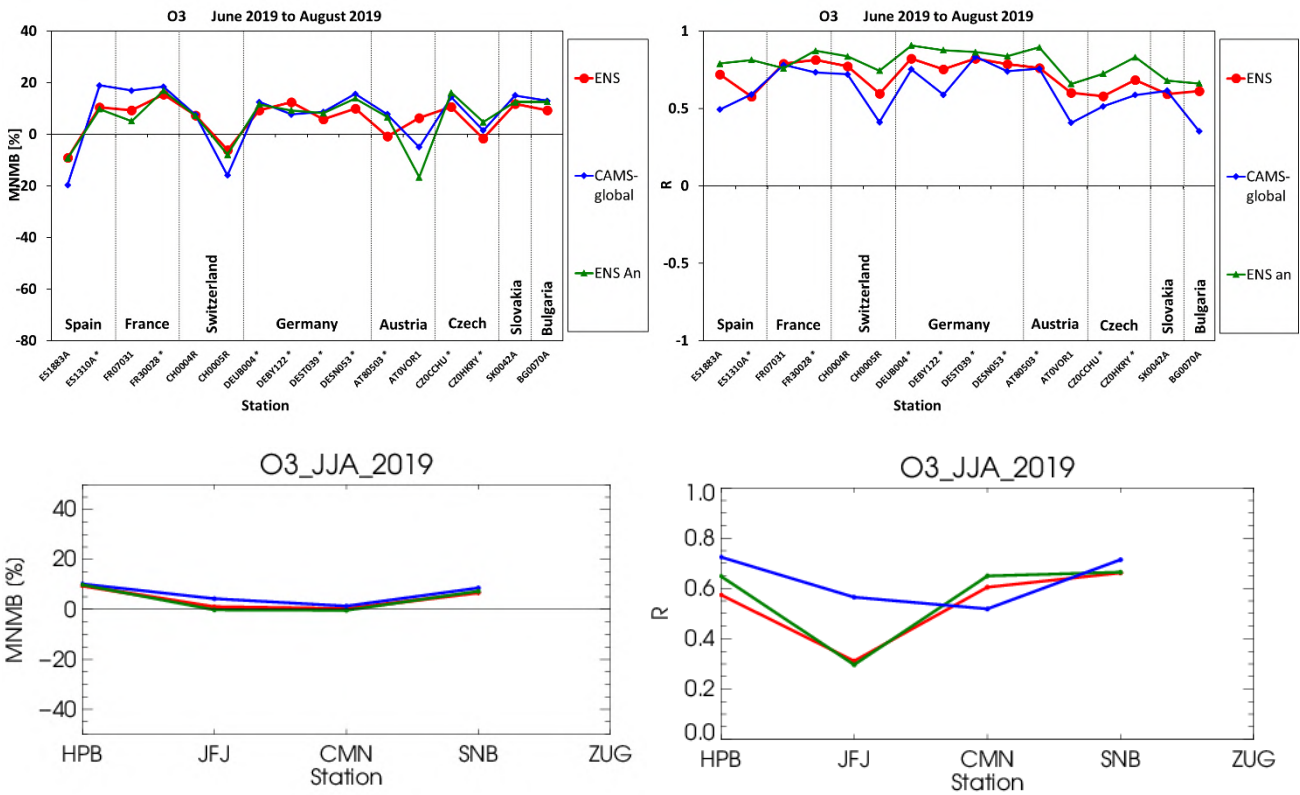 O3 June 2019 to August 2019
40
20
0
-20
-40
-60
-80
MNMB [%]
Spain
France
Switzerland
Germany
Austria
Czech
Slovakia
Bulgaria
ES1883A
ES1310A*
FR07031
FR30028*
CH0004R
CH0005R
DEUB004*
DEBY122*
DEST039*
DESN053*
AT80503*
AT0VOR1
CZ0CCHU*
CZ0HKRY*
SK0042A
BG0070A
Station
ENS
CAMS-
global
ENS An
O3 June 2019 to August 2019
1
0.5
0
-0.5
-1
R
Spain
France
Switzerland
Germany
Austria
Czech
Slovakia
Bulgaria
ES1883A
ES1310A*
FR07031
FR30028*
CH0004R
CH0005R
DEUB004*
DEBY122*
DEST039*
DESN053*
AT80503*
AT0VOR1
CZ0CCHU*
CZ0HKRY*
SK0042A
BG0070A
Station
ENS
CAMS-
global
ENS an
O3_JJA_2019
40
20
0
−20
−40
MNMB (%)
HPB JFJ CMN SNB ZUG
Station
O3_JJA_2019
1.0
0.8
0.6
0.4
0.2
0.0
R
HPB JFJ CMN SNB ZUG
Station